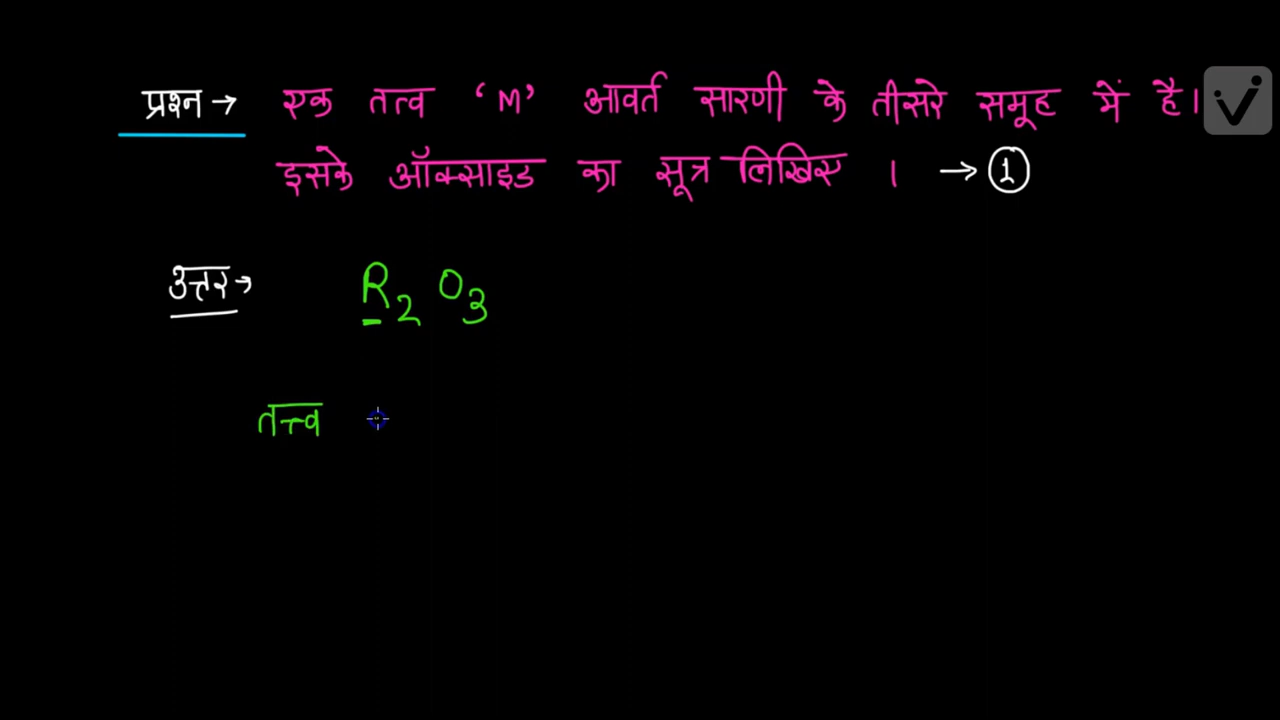 प्रश्न → एक तत्त्व 'M' आवर्त सारणी के तीसरे समूह में है।
इसके ऑक्साइड का सूत्र लिखिए । → 1
उत्तर → R2 O3
तत्त्व